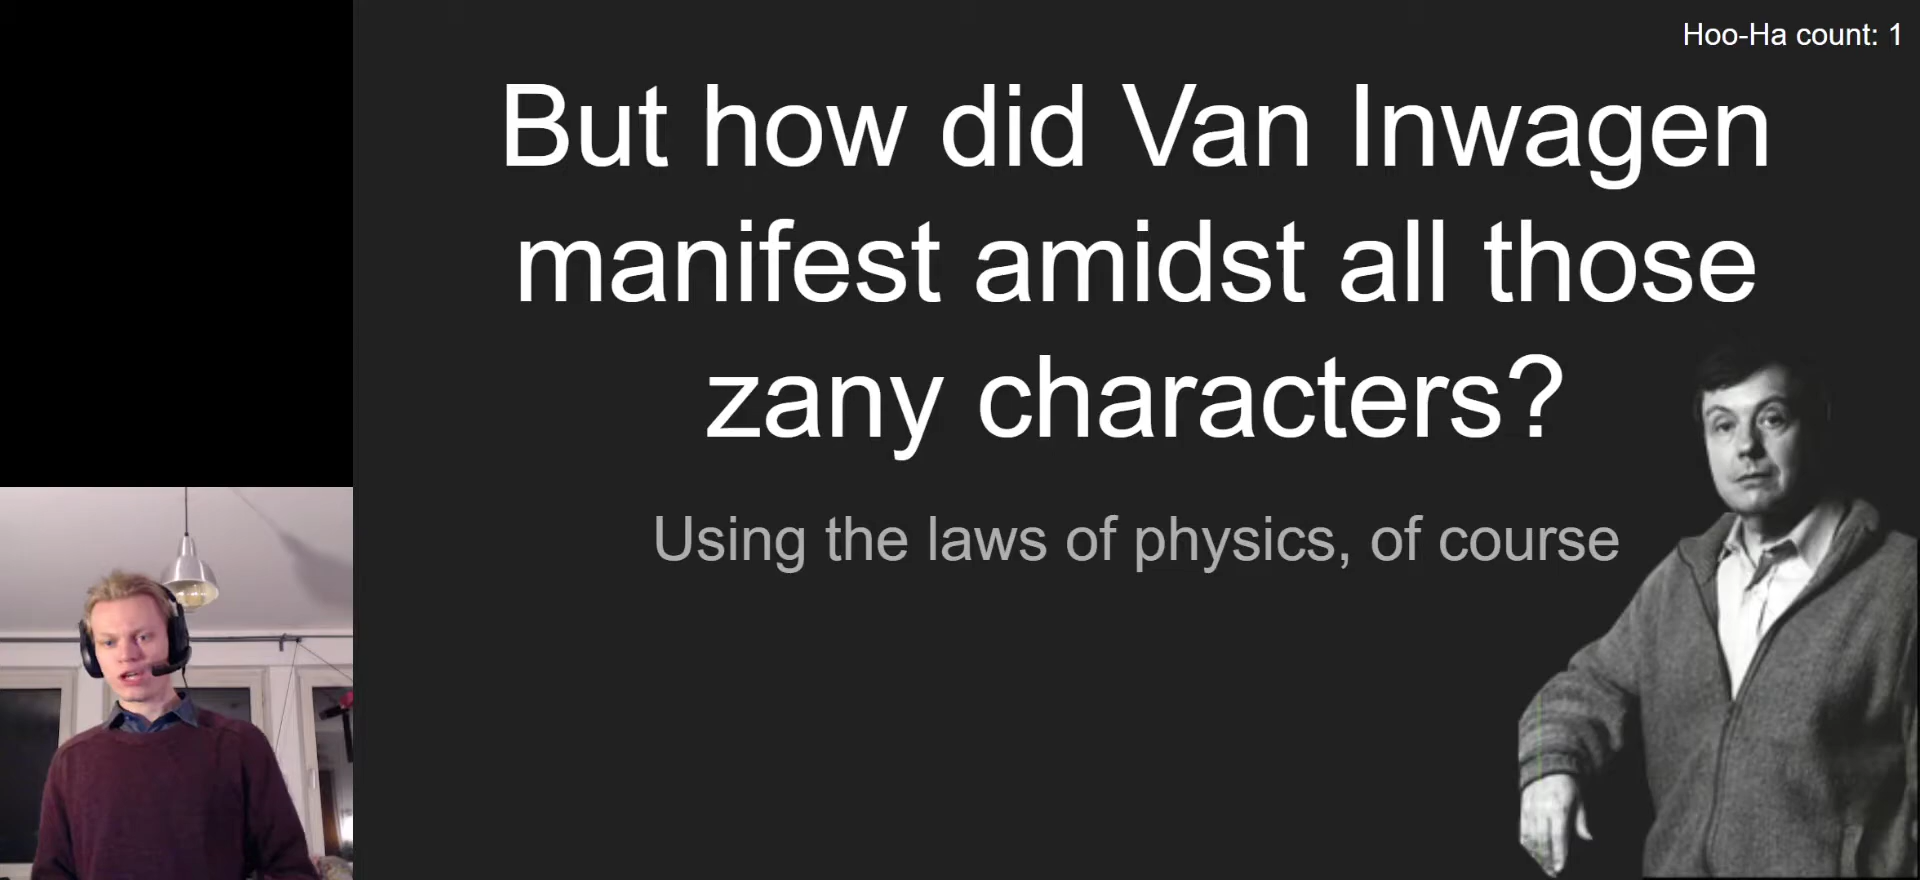 Hoo-Ha count: 1
But how did Van Inwagen
manifest amidst all those
zany characters?
Using the laws of physics, of course